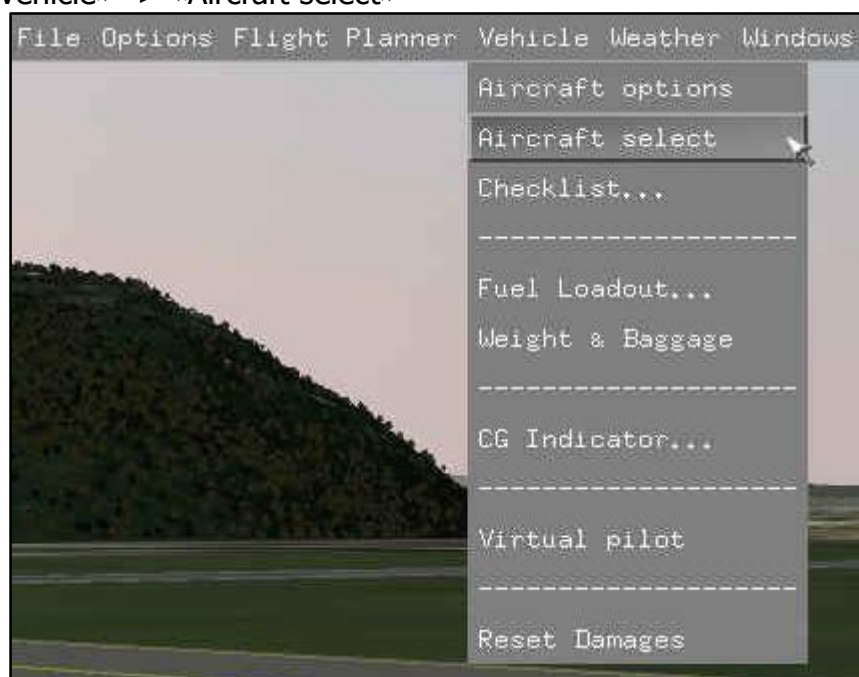 Vehicle» -> «Aircraft select»
File Options Flight Planner Vehicle Weather Windows
Aircraft options
Aircraft select
Checklist...
--------------------
Fuel Loadout...
Weight & Baggage
--------------------
CG Indicator...
--------------------
Virtual pilot
--------------------
Reset Damages